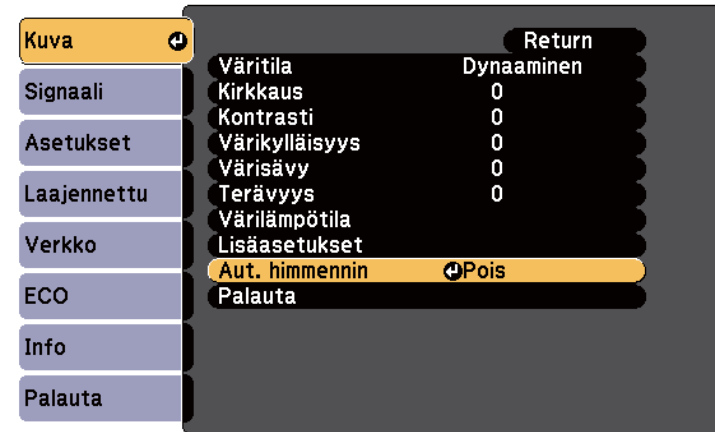 Kuva
Signaali
Asetukset
Laajennettu
Verkko
ECO
Info
Palauta
Return
Väritila Dynaaminen
Kirkkaus 0
Kontrasti 0
Värikylläisyys 0
Värisävy 0
Terävyys 0
Värilämpötila
Lisäasetukset
Aut. himmennin Pois
Palauta